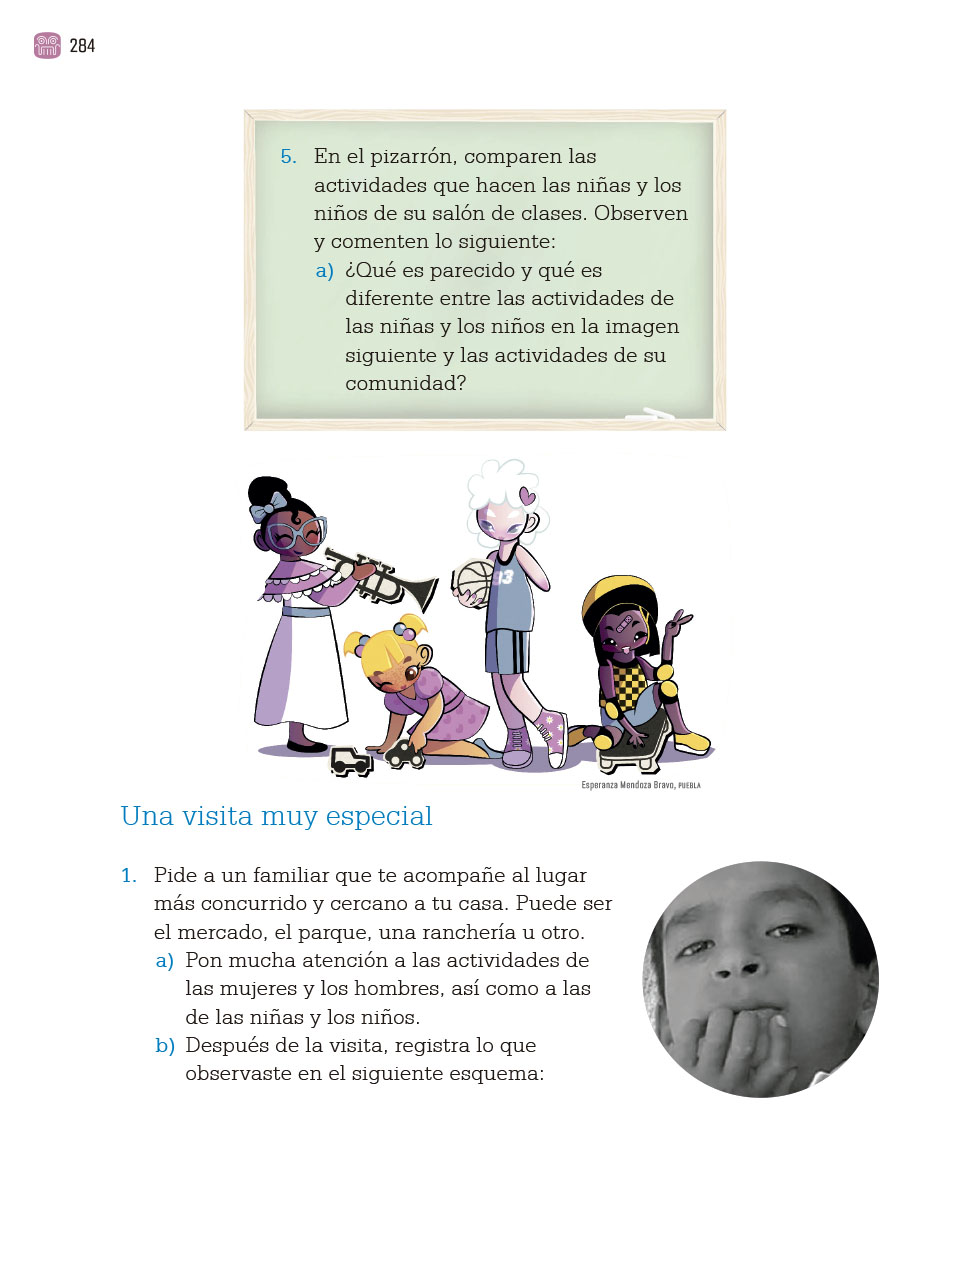 284
5. En el pizarrón, comparen las
actividades que hacen las niñas y los
niños de su salón de clases. Observen
y comenten lo siguiente:
a) ¿Qué es parecido y qué es
diferente entre las actividades de
las niñas y los niños en la imagen
siguiente y las actividades de su
comunidad?
93
Esperanza Mendoza Bravo, PUEBLA
Una visita muy especial
1. Pide a un familiar que te acompañe al lugar
más concurrido y cercano a tu casa. Puede ser
el mercado, el parque, una ranchería u otro.
a) Pon mucha atención a las actividades de
las mujeres y los hombres, así como a las
de las niñas y los niños.
b) Después de la visita, registra lo que
observaste en el siguiente esquema: